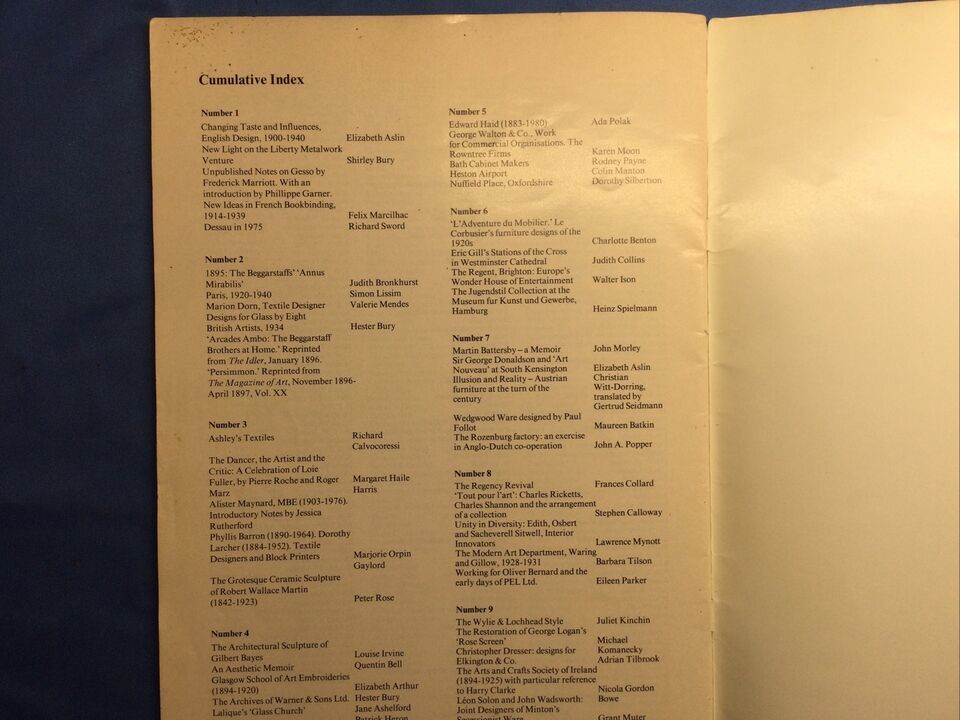 Cumulative Index
Number 1
Changing Taste and Influences,
English Design, 1900-1940 Elizabeth Aslin
New Light on the Liberty Metalwork
Venture Shirley Bury
Unpublished Notes on Gesso by
Frederick Marriott. With an
introduction by Phillippe Garner.
New Ideas in French Bookbinding,
1914-1939 Felix Marcilhac
Dessau in 1975 Richard Sword
Number 2
1895: The Beggarstaffs' 'Annus
Mirabilis' Judith Bronkhurst
Paris, 1920-1940 Simon Lissim
Marion Dorn, Textile Designer Valerie Mendes
Designs for Glass by Eight
British Artists, 1934 Hester Bury
'Arcades Ambo: The Beggarstaff
Brothers at Home.' Reprinted
from The Idler, January 1896.
'Persimmon.' Reprinted from
The Magazine of Art, November 1896-
April 1897, Vol. XX
Number 3
Ashley's Textiles Richard
Calvocoressi
The Dancer, the Artist and the
Critic: A Celebration of Loie
Fuller, by Pierre Roche and Roger Margaret Haile
Marz Harris
Alister Maynard, MBE (1903-1976).
Introductory Notes by Jessica
Rutherford
Phyllis Barron (1890-1964). Dorothy
Larcher (1884-1952). Textile
Designers and Block Printers Marjorie Orpin
Gaylord
The Grotesque Ceramic Sculpture
of Robert Wallace Martin
(1842-1923) Peter Rose
Number 4
The Architectural Sculpture of
Gilbert Bayes Louise Irvine
An Aesthetic Memoir Quentin Bell
Glasgow School of Art Embroideries
(1894-1920) Elizabeth Arthur
The Archives of Warner & Sons Ltd. Hester Bury
Lalique's 'Glass Church' Jane Ashelford
Patrick Heron
Number 5
Edward Haid (1883-1980) Ada Polak
George Walton & Co., Work
for Commercial Organisations. The
Rowntree Firms Karen Moon
Bath Cabinet Makers Rodney Payne
Heston Airport Colin Manton
Nuffield Place, Oxfordshire Dorothy Silbertson
Number 6
'L'Adventure du Mobilier.' Le
Corbusier's furniture designs of the
1920s Charlotte Benton
Eric Gill's Stations of the Cross
in Westminster Cathedral Judith Collins
The Regent, Brighton: Europe's
Wonder House of Entertainment Walter Ison
The Jugendstil Collection at the
Museum fur Kunst und Gewerbe,
Hamburg Heinz Spielmann
Number 7
Martin Battersby – a Memoir John Morley
Sir George Donaldson and 'Art
Nouveau' at South Kensington Elizabeth Aslin
Illusion and Reality – Austrian Christian
furniture at the turn of the Witt-Dorring,
century translated by
Gertrud Seidmann
Wedgwood Ware designed by Paul
Follot Maureen Batkin
The Rozenburg factory: an exercise
in Anglo-Dutch co-operation John A. Popper
Number 8
The Regency Revival Frances Collard
'Tout pour l'art': Charles Ricketts,
Charles Shannon and the arrangement
of a collection Stephen Calloway
Unity in Diversity: Edith, Osbert
and Sacheverell Sitwell, Interior
Innovators Lawrence Mynott
The Modern Art Department, Waring
and Gillow, 1928-1931 Barbara Tilson
Working for Oliver Bernard and the
early days of PEL Ltd. Eileen Parker
Number 9
The Wylie & Lochhead Style Juliet Kinchin
The Restoration of George Logan's
'Rose Screen' Michael
Christopher Dresser: designs for Komanecky
Elkington & Co. Adrian Tilbrook
The Arts and Crafts Society of Ireland
(1894-1925) with particular reference
to Harry Clarke Nicola Gordon
Léon Solon and John Wadsworth: Bowe
Joint Designers of Minton's
Secessionist Ware Grant Muter